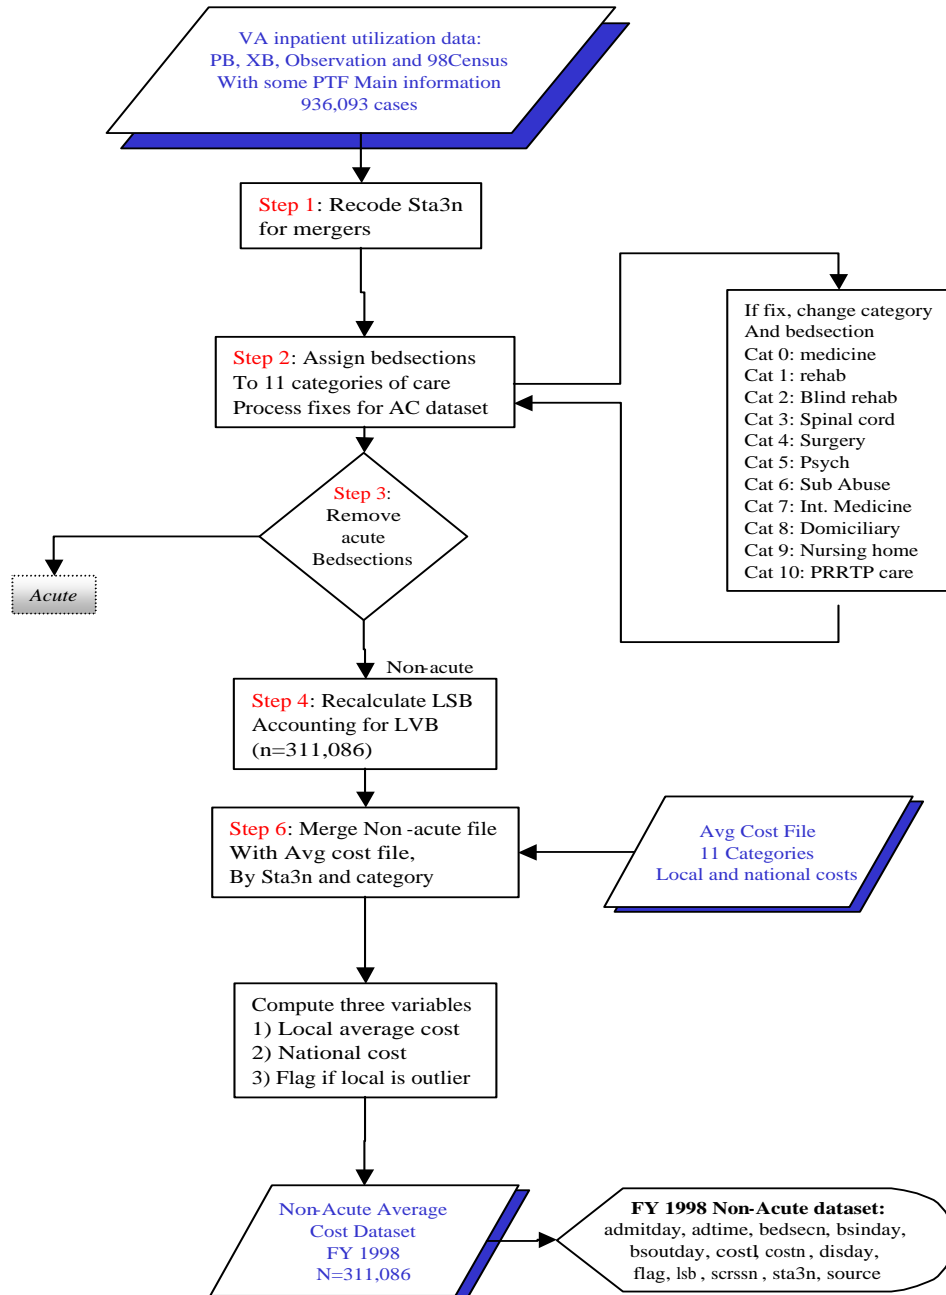 VA inpatient utilization data:
PB, XB, Observation and 98Census
With some PTF Main information
936,093 cases
Step 1: Recode Sta3n
for mergers
Step 2: Assign bedsections
To 11 categories of care
Process fixes for AC dataset
If fix, change category
And bedsection
Cat 0: medicine
Cat 1: rehab
Cat 2: Blind rehab
Cat 3: Spinal cord
Cat 4: Surgery
Cat 5: Psych
Cat 6: Sub Abuse
Cat 7: Int. Medicine
Cat 8: Domiciliary
Cat 9: Nursing home
Cat 10: PRRTP care
Step 3:
Remove
acute
Bedsections
Acute
Non-acute
Step 4: Recalculate LSB
Accounting for LVB
(n=311,086)
Step 6: Merge Non-acute file
With Avg cost file,
By Sta3n and category
Avg Cost File
11 Categories
Local and national costs
Compute three variables
1) Local average cost
2) National cost
3) Flag if local is outlier
Non-Acute Average
Cost Dataset
FY 1998
N=311,086
FY 1998 Non-Acute dataset:
admitday, adtime, bedsecn, bsinday,
bsoutday, costl, costn, disday,
flag, lsb, scrssn, sta3n, source